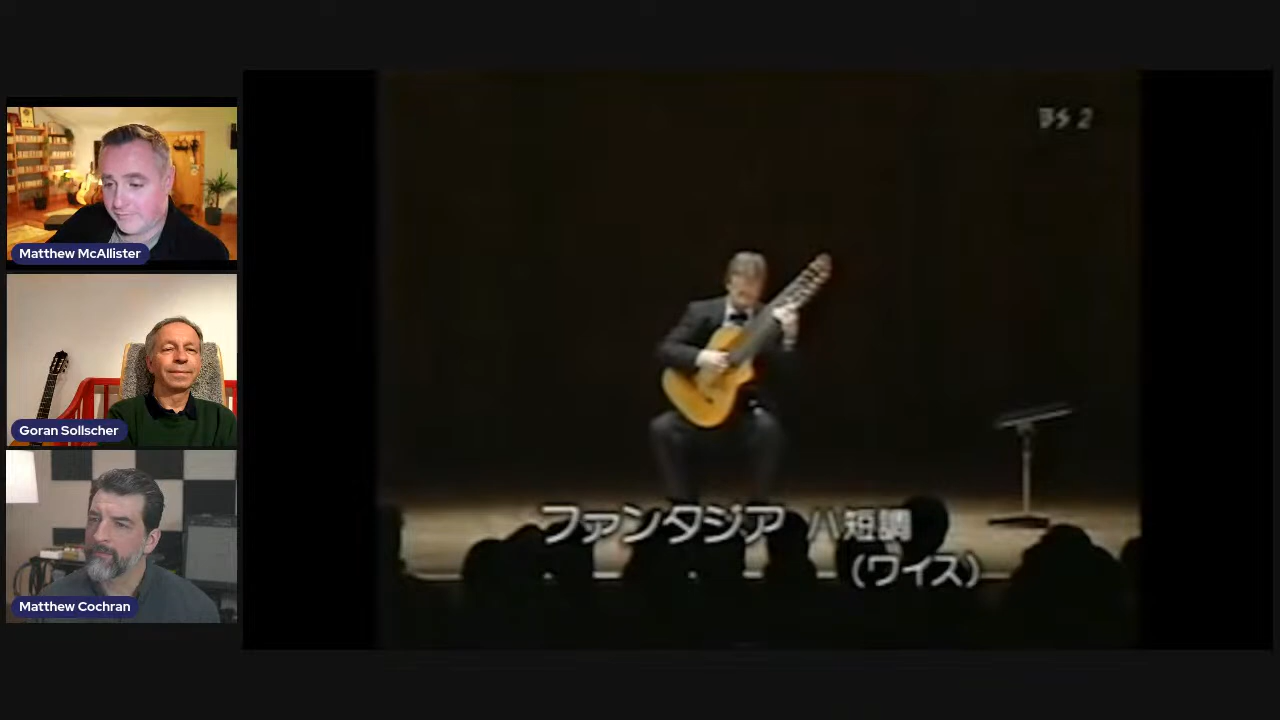 Matthew McAllister
Goran Sollscher
Matthew Cochran
BS 2
ファンタジア ハ短調
(ワイス)